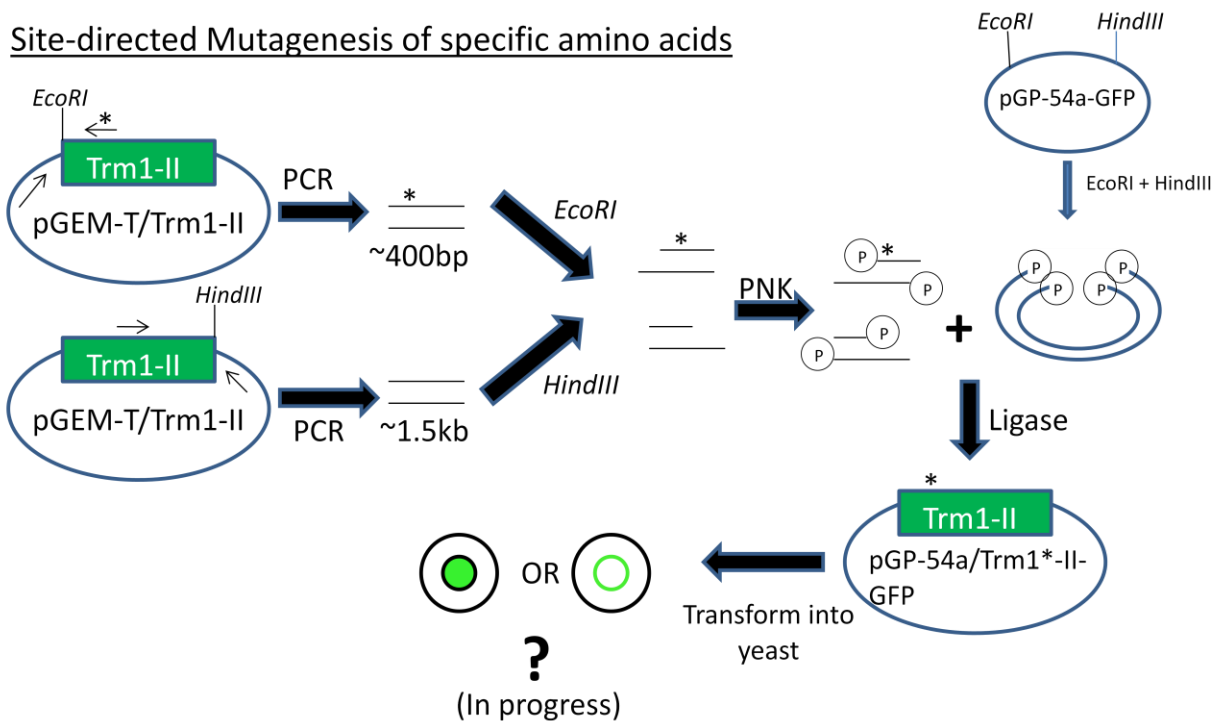 Site-directed Mutagenesis of specific amino acids
EcoRI
*
Trm1-II
pGEM-T/Trm1-II
PCR
*
~400bp
EcoRI
HindIII
Trm1-II
pGEM-T/Trm1-II
PCR
~1.5kb
HindIII
*
PNK
P
*
P
P
P
+
EcoRI
HindIII
pGP-54a-GFP
EcoRI + HindIII
P
P
P
P
Ligase
*
Trm1-II
pGP-54a/Trm1*-II-
GFP
Transform into
yeast
OR
?
(In progress)